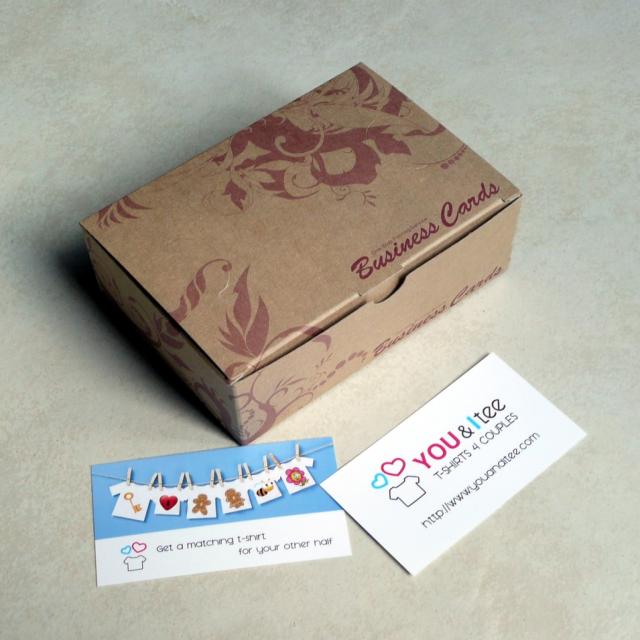 Business Cards
Business Cards
YOU & I tee
T-SHIRTS 4 COUPLES
http://www.youanditee.com
Get a matching t-shirt
for your other half